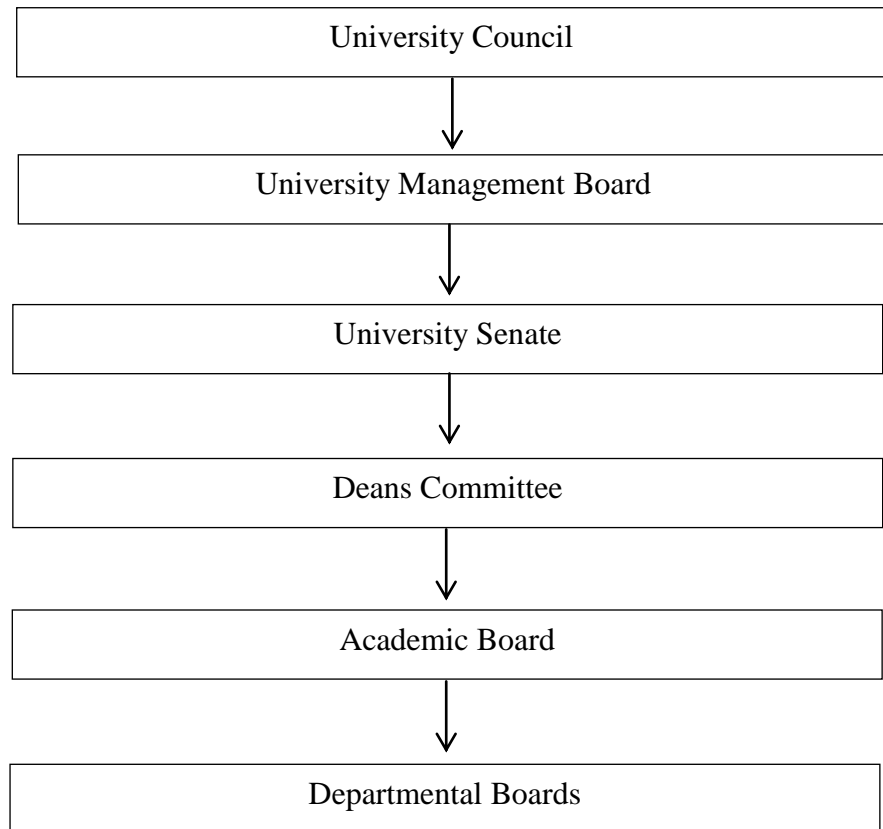 University Council
University Management Board
University Senate
Deans Committee
Academic Board
Departmental Boards